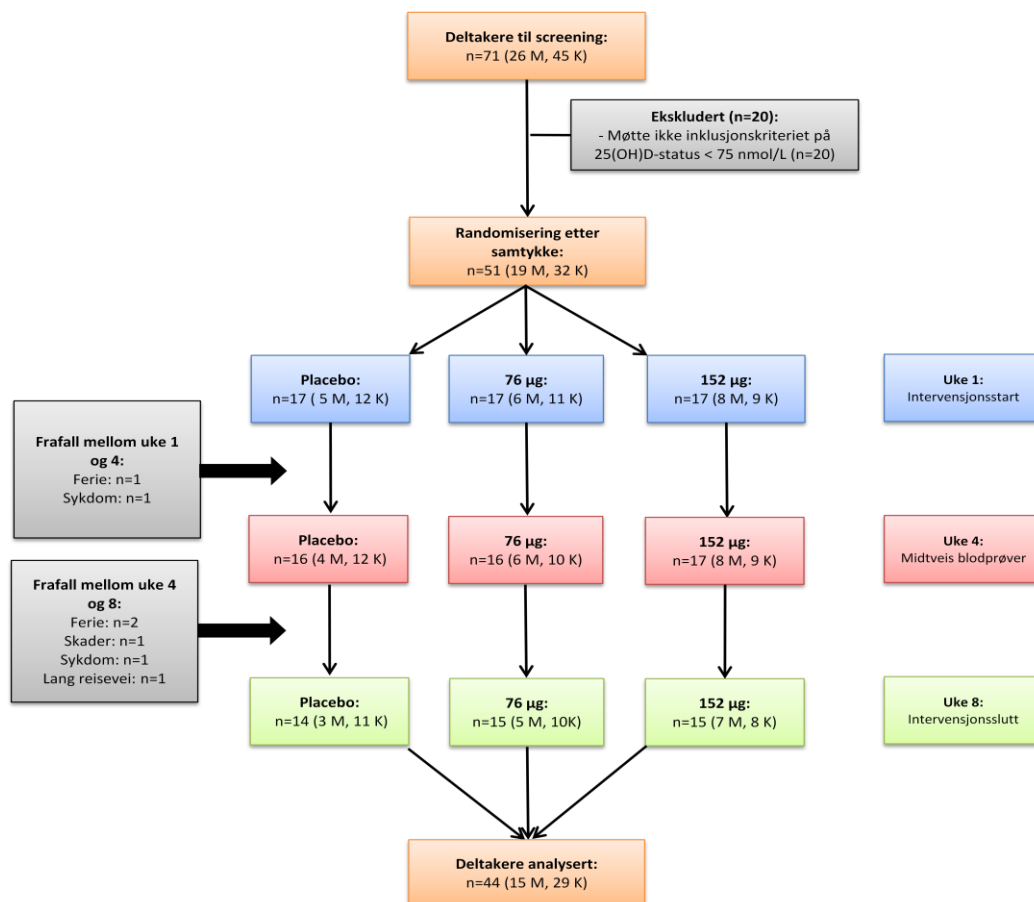 Deltakere til screening:
n=71 (26 M, 45 K)
Ekskludert (n=20):
- Møtte ikke inklusjonskriteriet på
25(OH)D-status < 75 nmol/L (n=20)
Randomisering etter
samtykke:
n=51 (19 M, 32 K)
Placebo:
n=17 ( 5 M, 12 K)
76 µg:
n=17 (6 M, 11 K)
152 µg:
n=17 (8 M, 9 K)
Uke 1:
Intervensjonsstart
Frafall mellom uke 1
og 4:
Ferie: n=1
Sykdom: n=1
Placebo:
n=16 (4 M, 12 K)
76 µg:
n=16 (6 M, 10 K)
152 µg:
n=17 (8 M, 9 K)
Uke 4:
Midtveis blodprøver
Frafall mellom uke 4
og 8:
Ferie: n=2
Skader: n=1
Sykdom: n=1
Lang reisevei: n=1
Placebo:
n=14 (3 M, 11 K)
76 µg:
n=15 (5 M, 10K)
152 µg:
n=15 (7 M, 8 K)
Uke 8:
Intervensjonsslutt
Deltakere analysert:
n=44 (15 M, 29 K)